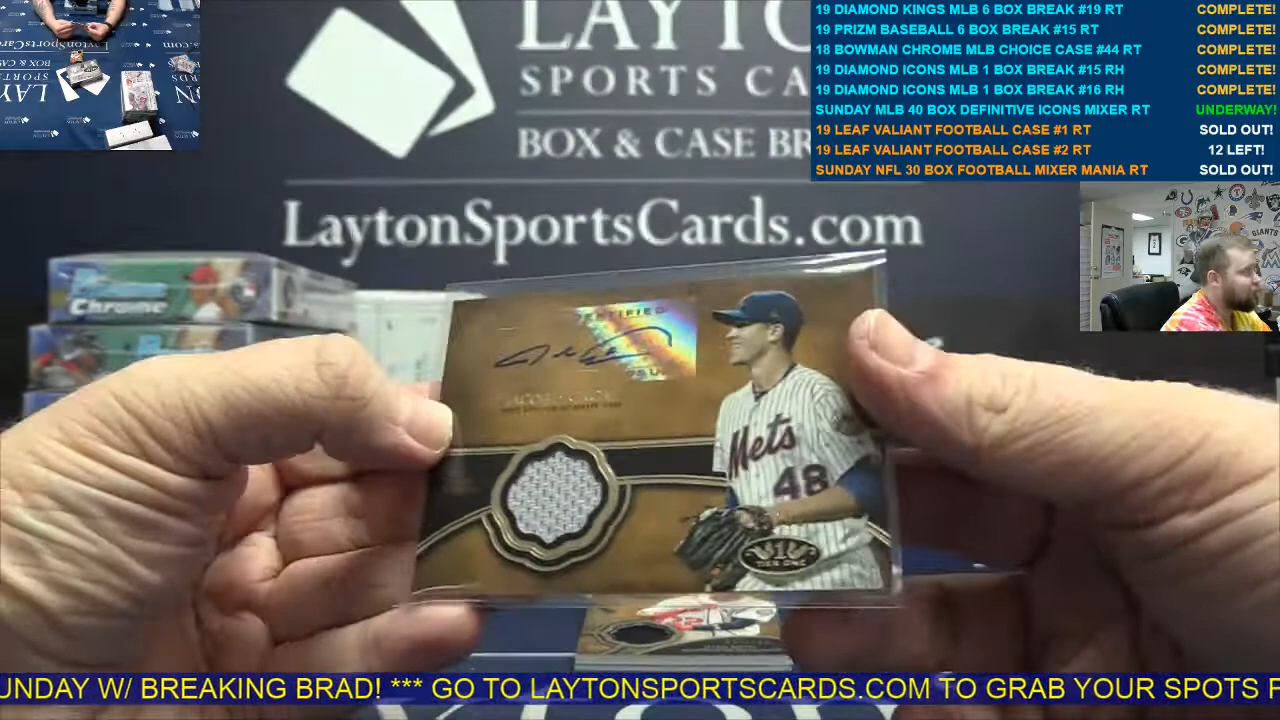 19 DIAMOND KINGS MLB 6 BOX BREAK #19 RT COMPLETE!
19 PRIZM BASEBALL 6 BOX BREAK #15 RT COMPLETE!
18 BOWMAN CHROME MLB CHOICE CASE #44 RT COMPLETE!
19 DIAMOND ICONS MLB 1 BOX BREAK #15 RH COMPLETE!
19 DIAMOND ICONS MLB 1 BOX BREAK #16 RH COMPLETE!
SUNDAY MLB 40 BOX DEFINITIVE ICONS MIXER RT UNDERWAY!
19 LEAF VALIANT FOOTBALL CASE #1 RT SOLD OUT!
19 LEAF VALIANT FOOTBALL CASE #2 RT 12 LEFT!
SUNDAY NFL 30 BOX FOOTBALL MIXER MANIA RT SOLD OUT!
SPORTS CA
BOX & CASE BR
LaytonSportsCards.com
Chrome
CERTIFIED
Mets
48
1
TIER ONE
GIANTS
UNDAY W/ BREAKING BRAD! *** GO TO LAYTONSPORTSCARDS.COM TO GRAB YOUR SPOTS F